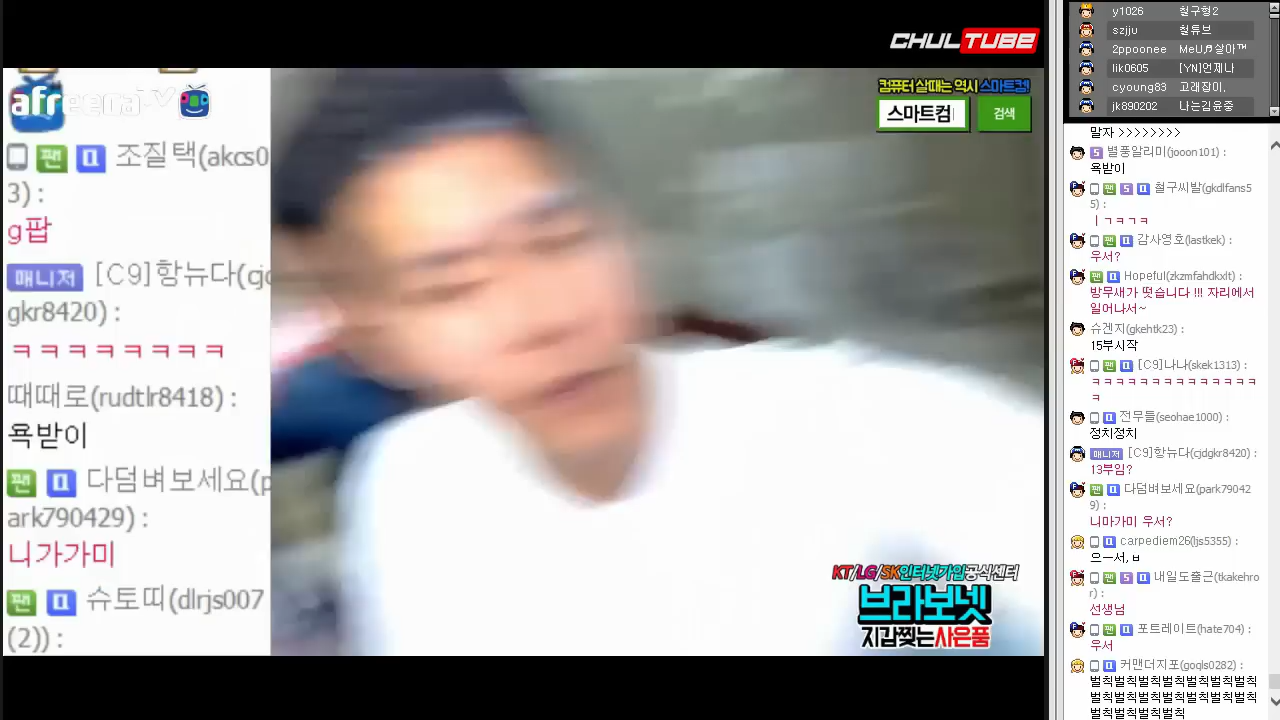 CHULTUBE
afreecaTV
컴퓨터 살때는 역시 스마트컴!
스마트컴
검색
조질택(akcs0
3) :
g팝
매니저 [C9]항뉴다(cjd
gkr8420) :
ㅋㅋㅋㅋㅋㅋㅋㅋ
때때로(rudtlr8418) :
욕받이
팬 다덤벼보세요(p
ark790429) :
니가가미
팬 슈토띠(dlrjs007
(2)) :
KT/LG/SK인터넷가입공식센터
브라보넷
지갑찢는사은품
y1026 철구형2
szjju 철튜브
2ppoonee MeU,♬살마™
lik0605 [YN]언제나
c,young2 고래잡이,
jk890202 나는김윤중
말자 >>>>>>>>
별풍알리미(jooon101) :
욕받이
철구씨발(gkdlfans5
5) :
ㅣㄱㅋㄱㅋ
감사영호(lastkek) :
우서?
Hopeful(zkzmfahdkxlt) :
방무새가 떳습니다 !!! 자리에서
일어나서~
슈겐지(gkehtk23) :
15부시작
[C9]나나(skek1313) :
ㅋㅋㅋㅋㅋㅋㅋㅋㅋㅋㅋㅋㅋㅋ
ㅋ
전무들(seohae1000) :
정치정치
매니저 [C9]항뉴다(cjdgkr8420) :
13부임?
다덤벼보세요(park79042
9) :
니마가미 우서?
carpediem26(ljs5355) :
으ㅡ서,ㅂ
내일도출근(tkakehro
r) :
선생님
포트레이트(hate704) :
우서
커맨더지포(goqls0282) :
벌칙벌칙벌칙벌칙벌칙벌칙벌칙
벌칙벌칙벌칙벌칙벌칙벌칙벌칙
벌칙벌칙벌칙벌칙